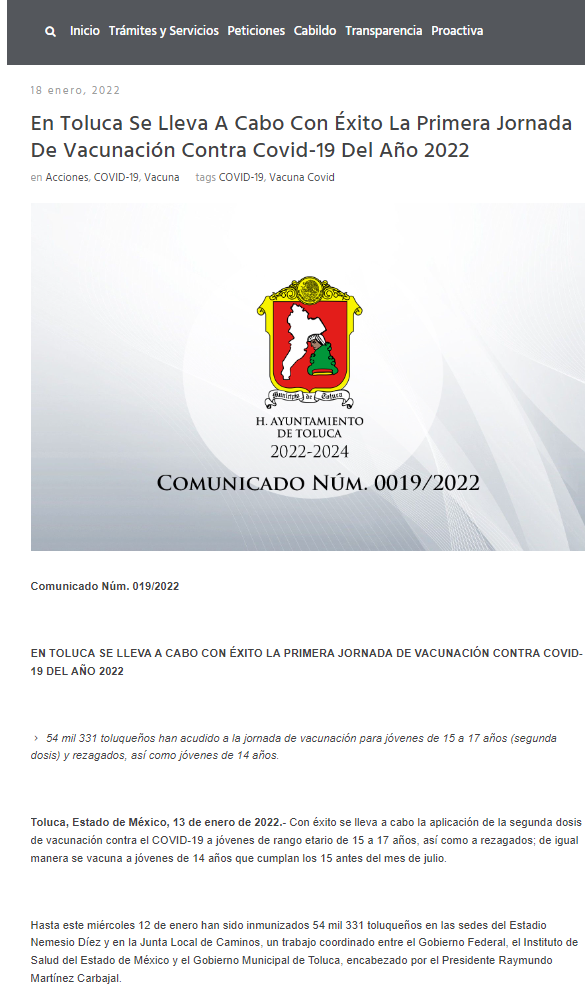 Inicio Trámites y Servicios Peticiones Cabildo Transparencia Proactiva
18 enero, 2022
En Toluca Se Lleva A Cabo Con Éxito La Primera Jornada
De Vacunación Contra Covid-19 Del Año 2022
en Acciones, COVID-19, Vacuna tags COVID-19, Vacuna Covid
Municipio de Toluca
H. AYUNTAMIENTO
DE TOLUCA
2022-2024
COMUNICADO NÚM. 0019/2022
Comunicado Núm. 019/2022
EN TOLUCA SE LLEVA A CABO CON ÉXITO LA PRIMERA JORNADA DE VACUNACIÓN CONTRA COVID-
19 DEL AÑO 2022
› 54 mil 331 toluqueños han acudido a la jornada de vacunación para jóvenes de 15 a 17 años (segunda
dosis) y rezagados, así como jóvenes de 14 años.
Toluca, Estado de México, 13 de enero de 2022.- Con éxito se lleva a cabo la aplicación de la segunda dosis
de vacunación contra el COVID-19 a jóvenes de rango etario de 15 a 17 años, así como a rezagados; de igual
manera se vacuna a jóvenes de 14 años que cumplan los 15 antes del mes de julio.
Hasta este miércoles 12 de enero han sido inmunizados 54 mil 331 toluqueños en las sedes del Estadio
Nemesio Díez y en la Junta Local de Caminos, un trabajo coordinado entre el Gobierno Federal, el Instituto de
Salud del Estado de México y el Gobierno Municipal de Toluca, encabezado por el Presidente Raymundo
Martínez Carbajal.